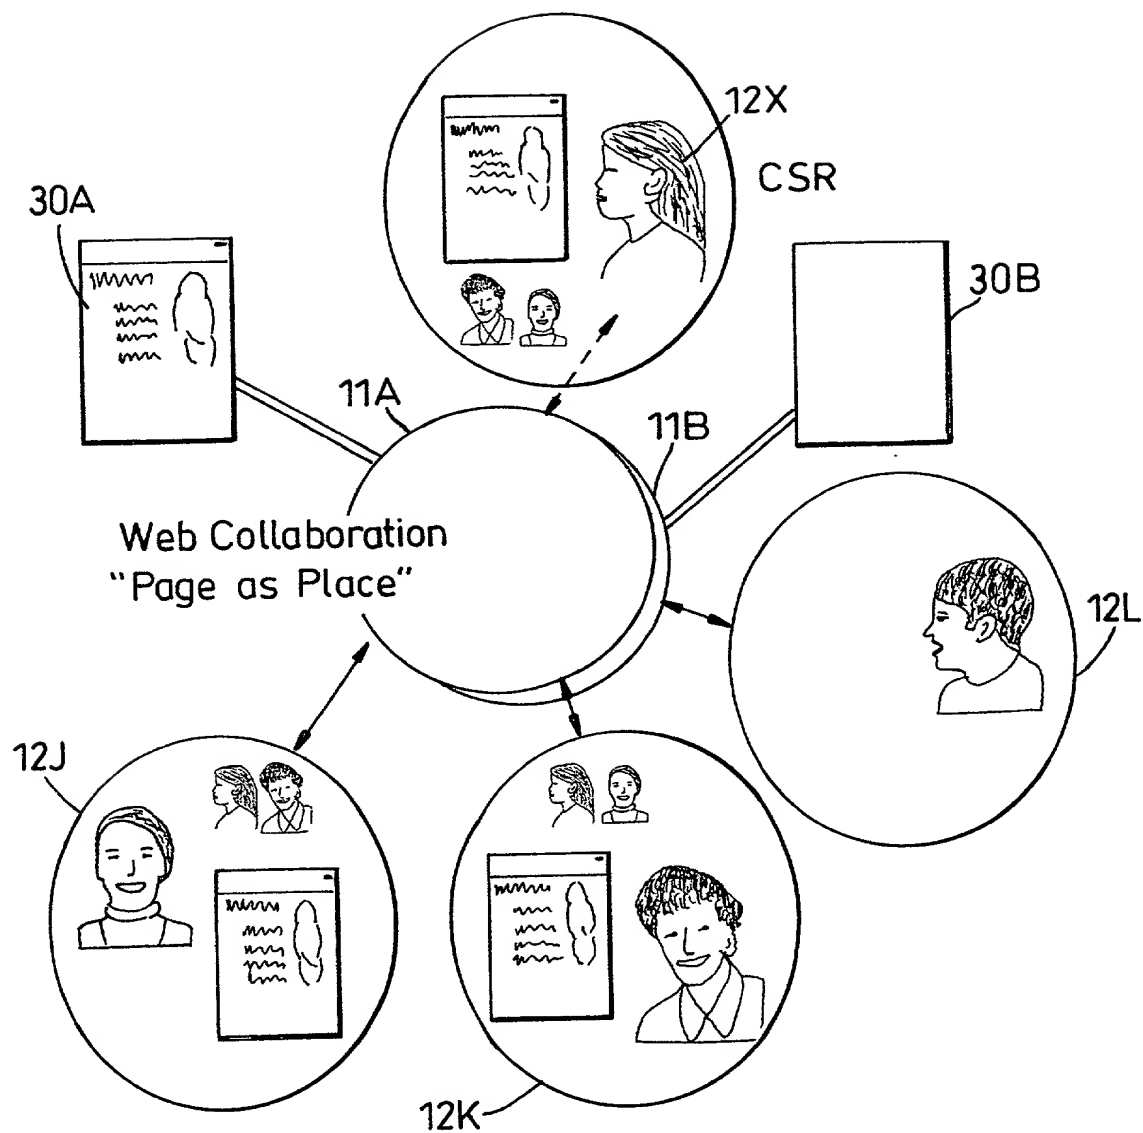 12X
CSR
30A
30B
11A
11B
Web Collaboration
"Page as Place"
12L
12J
12K